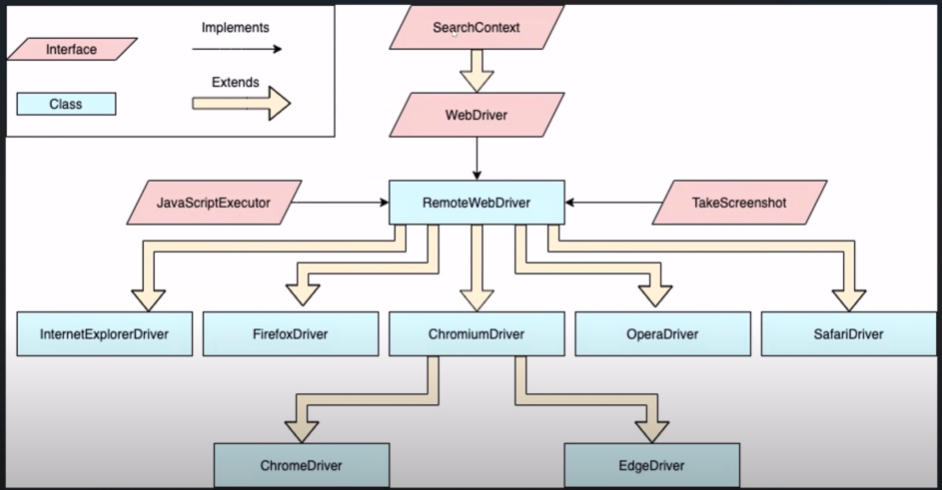 Implements
SearchContext
Interface
Extends
Class
WebDriver
JavaScriptExecutor
RemoteWebDriver
TakeScreenshot
InternetExplorerDriver
FirefoxDriver
ChromiumDriver
OperaDriver
SafariDriver
ChromeDriver
EdgeDriver